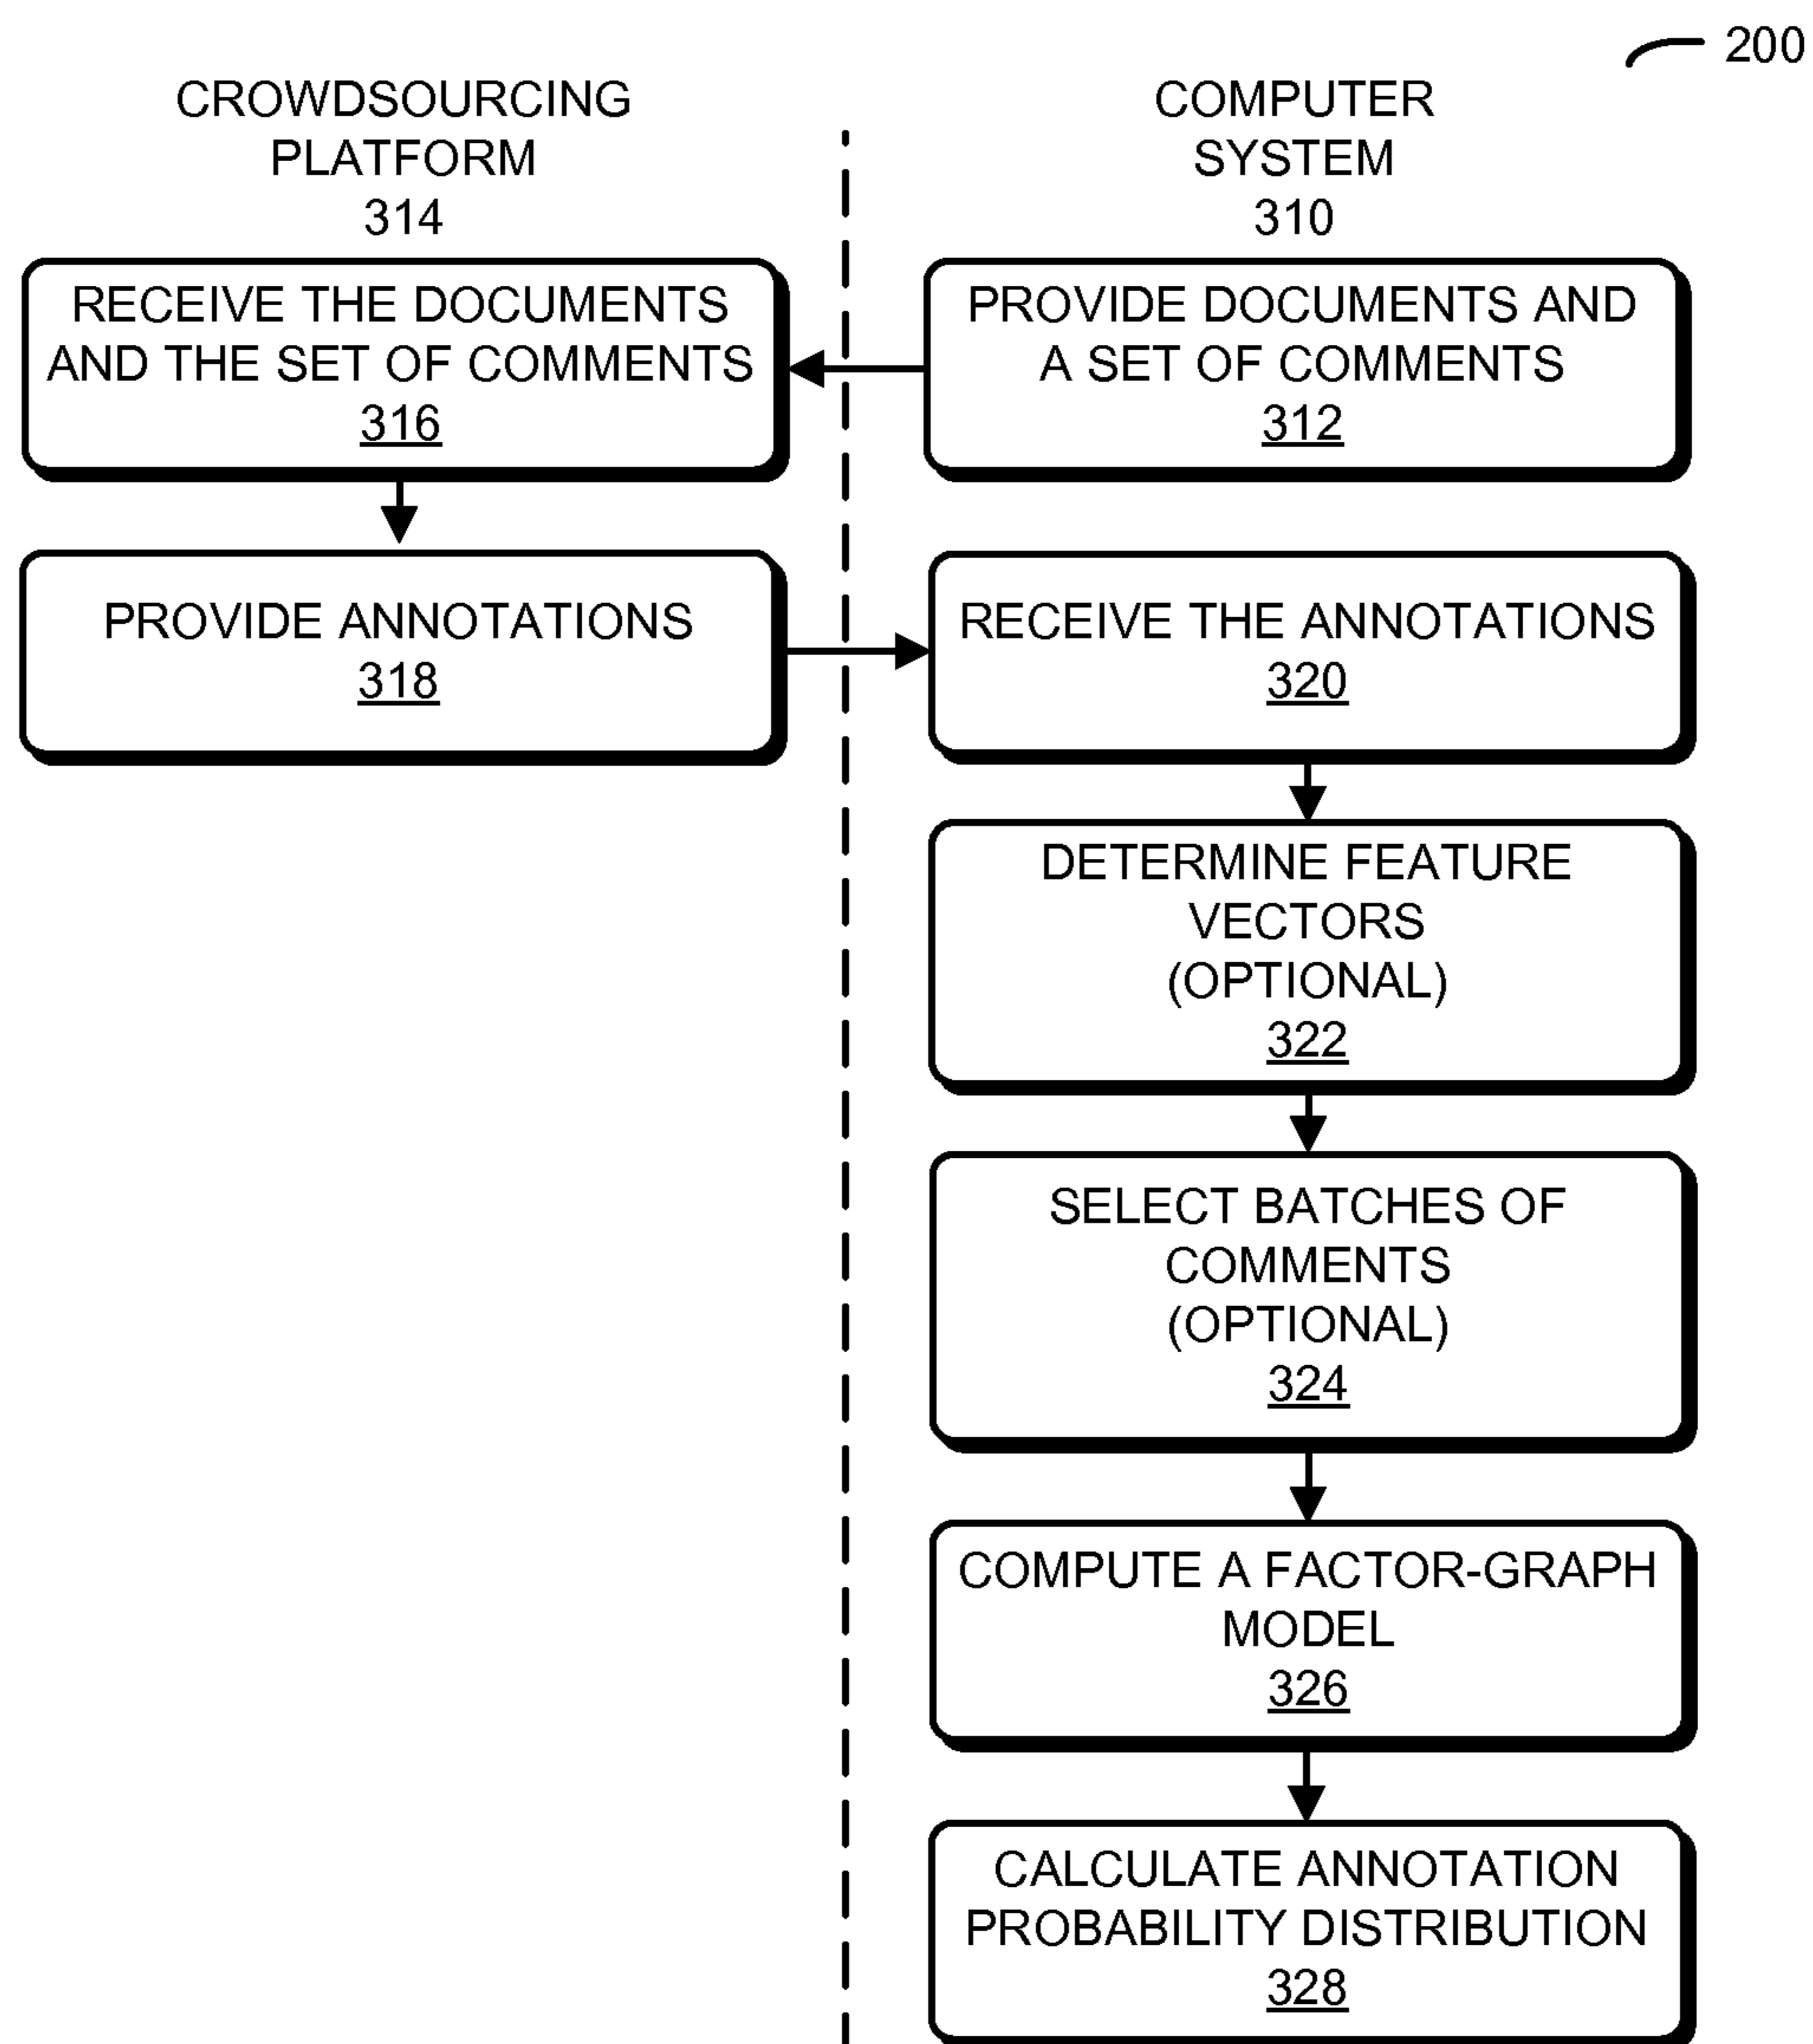 200
CROWDSOURCING
PLATFORM
314
COMPUTER
SYSTEM
310
RECEIVE THE DOCUMENTS
AND THE SET OF COMMENTS
316
PROVIDE DOCUMENTS AND
A SET OF COMMENTS
312
PROVIDE ANNOTATIONS
318
RECEIVE THE ANNOTATIONS
320
DETERMINE FEATURE
VECTORS
(OPTIONAL)
322
SELECT BATCHES OF
COMMENTS
(OPTIONAL)
324
COMPUTE A FACTOR-GRAPH
MODEL
326
CALCULATE ANNOTATION
PROBABILITY DISTRIBUTION
328